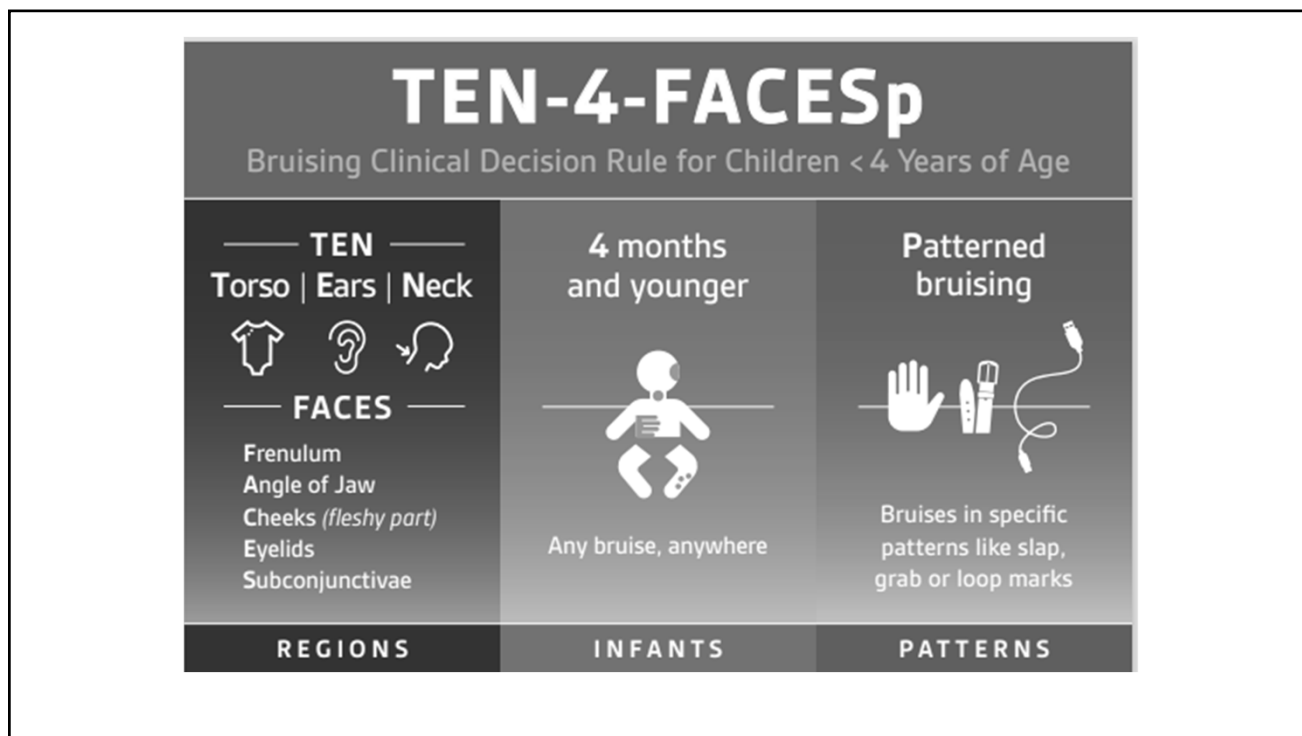 TEN-4-FACESp
Bruising Clinical Decision Rule for Children < 4 Years of Age
TEN
Torso | Ears | Neck
FACES
Frenulum
Angle of Jaw
Cheeks (fleshy part)
Eyelids
Subconjunctivae
REGIONS
4 months
and younger
Any bruise, anywhere
INFANTS
Patterned
bruising
Bruises in specific
patterns like slap,
grab or loop marks
PATTERNS